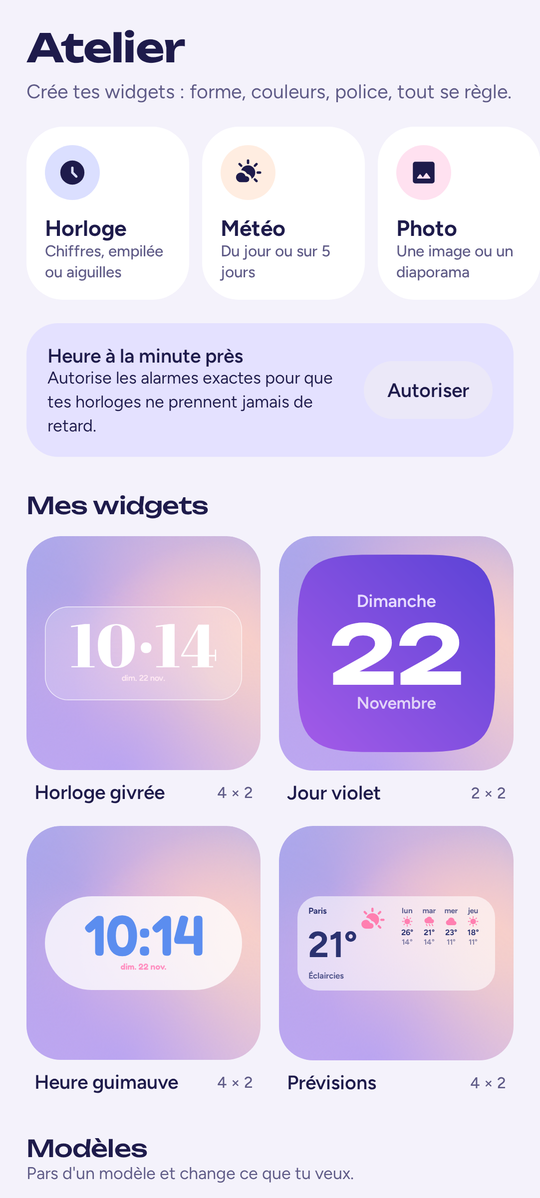 Atelier
Crée tes widgets : forme, couleurs, police, tout se règle.
Horloge
Chiffres, empilée
ou aiguilles
Météo
Du jour ou sur 5
jours
Photo
Une image ou un
diaporama
Heure à la minute près
Autorise les alarmes exactes pour que
tes horloges ne prennent jamais de
retard.
Autoriser
Mes widgets
10·14
dim. 22 nov.
Horloge givrée
4 × 2
Dimanche
22
Novembre
Jour violet
2 × 2
10:14
dim. 22 nov.
Heure guimauve
4 × 2
Paris
21°
Éclaircies
lun mar mer jeu
26° 21° 23° 18°
14° 14° 11° 11°
Prévisions
4 × 2
Modèles
Pars d'un modèle et change ce que tu veux.